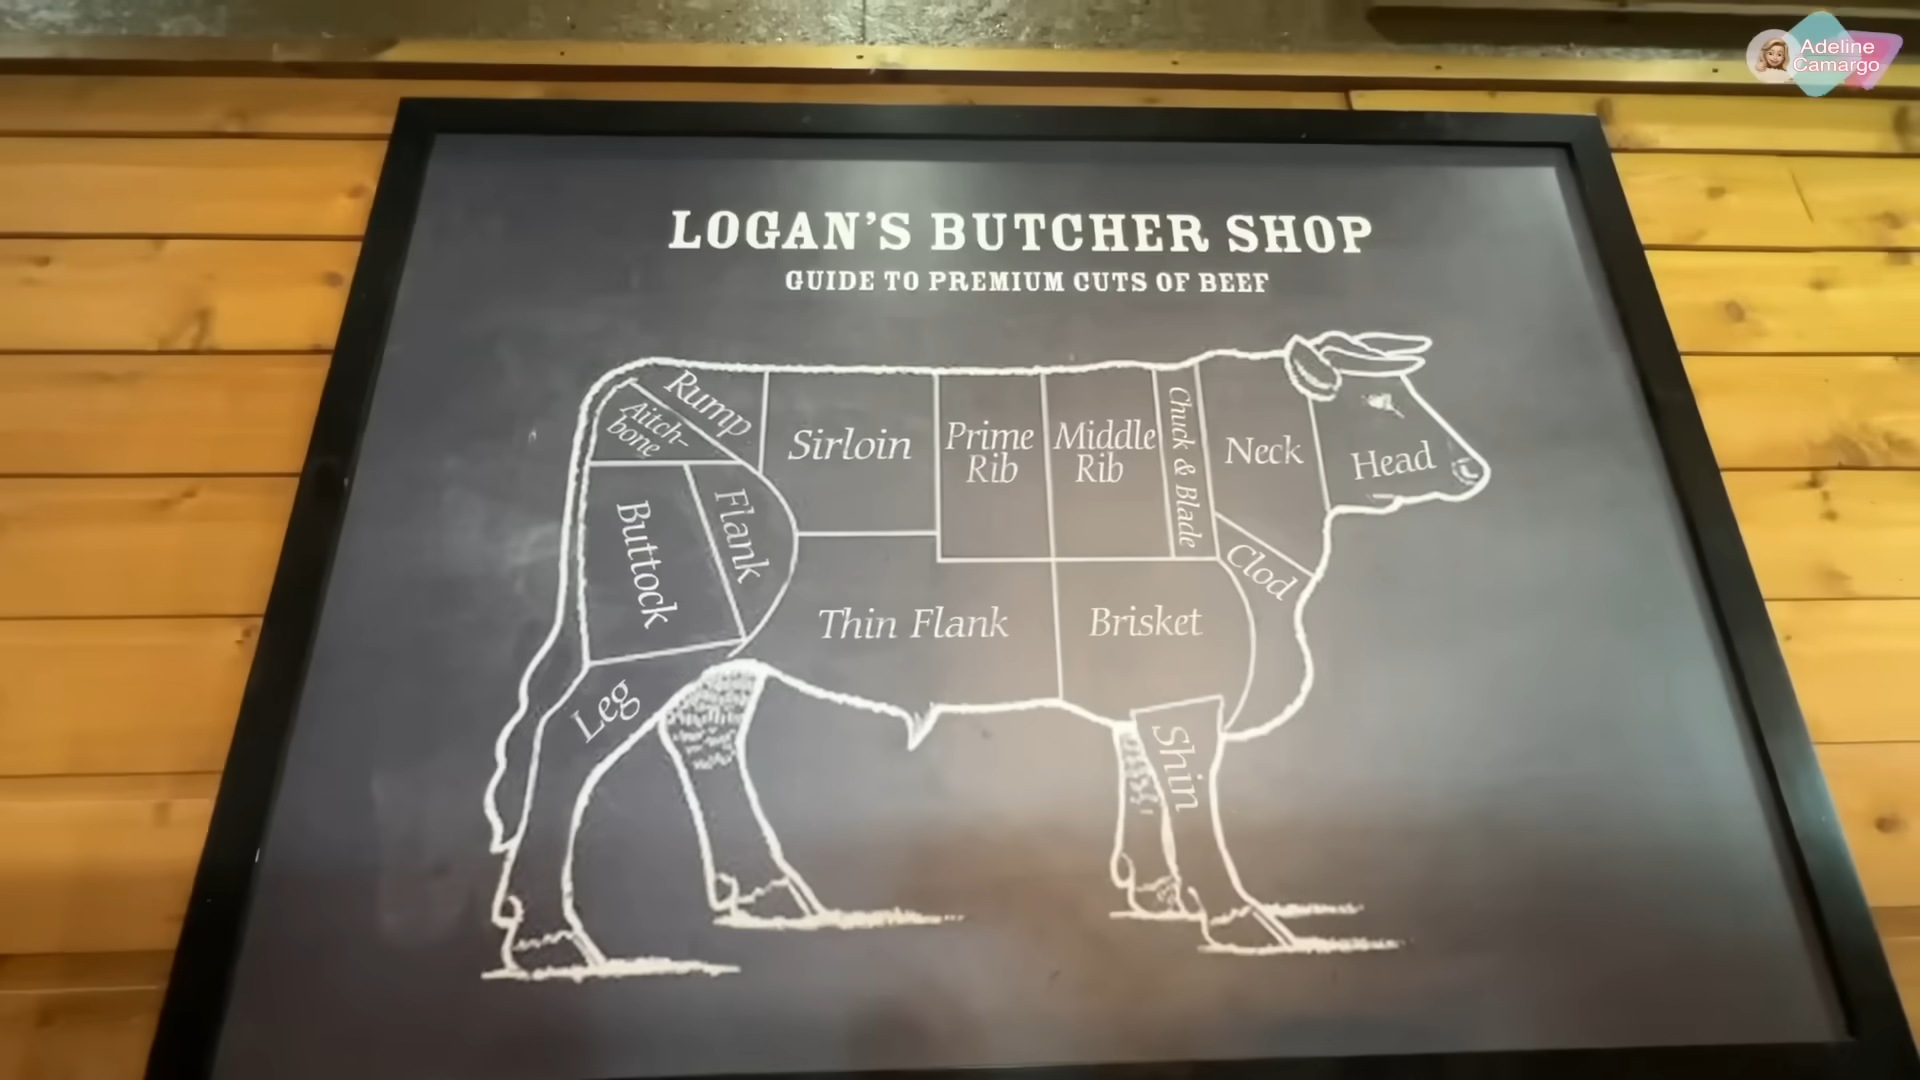 Adeline
Camargo
LOGAN'S BUTCHER SHOP
GUIDE TO PREMIUM CUTS OF BEEF
Rump
Aitch-
bone
Sirloin
Prime
Rib
Middle
Rib
Chuck & Blade
Neck
Head
Buttock
Flank
Clod
Thin Flank
Brisket
Leg
Shin